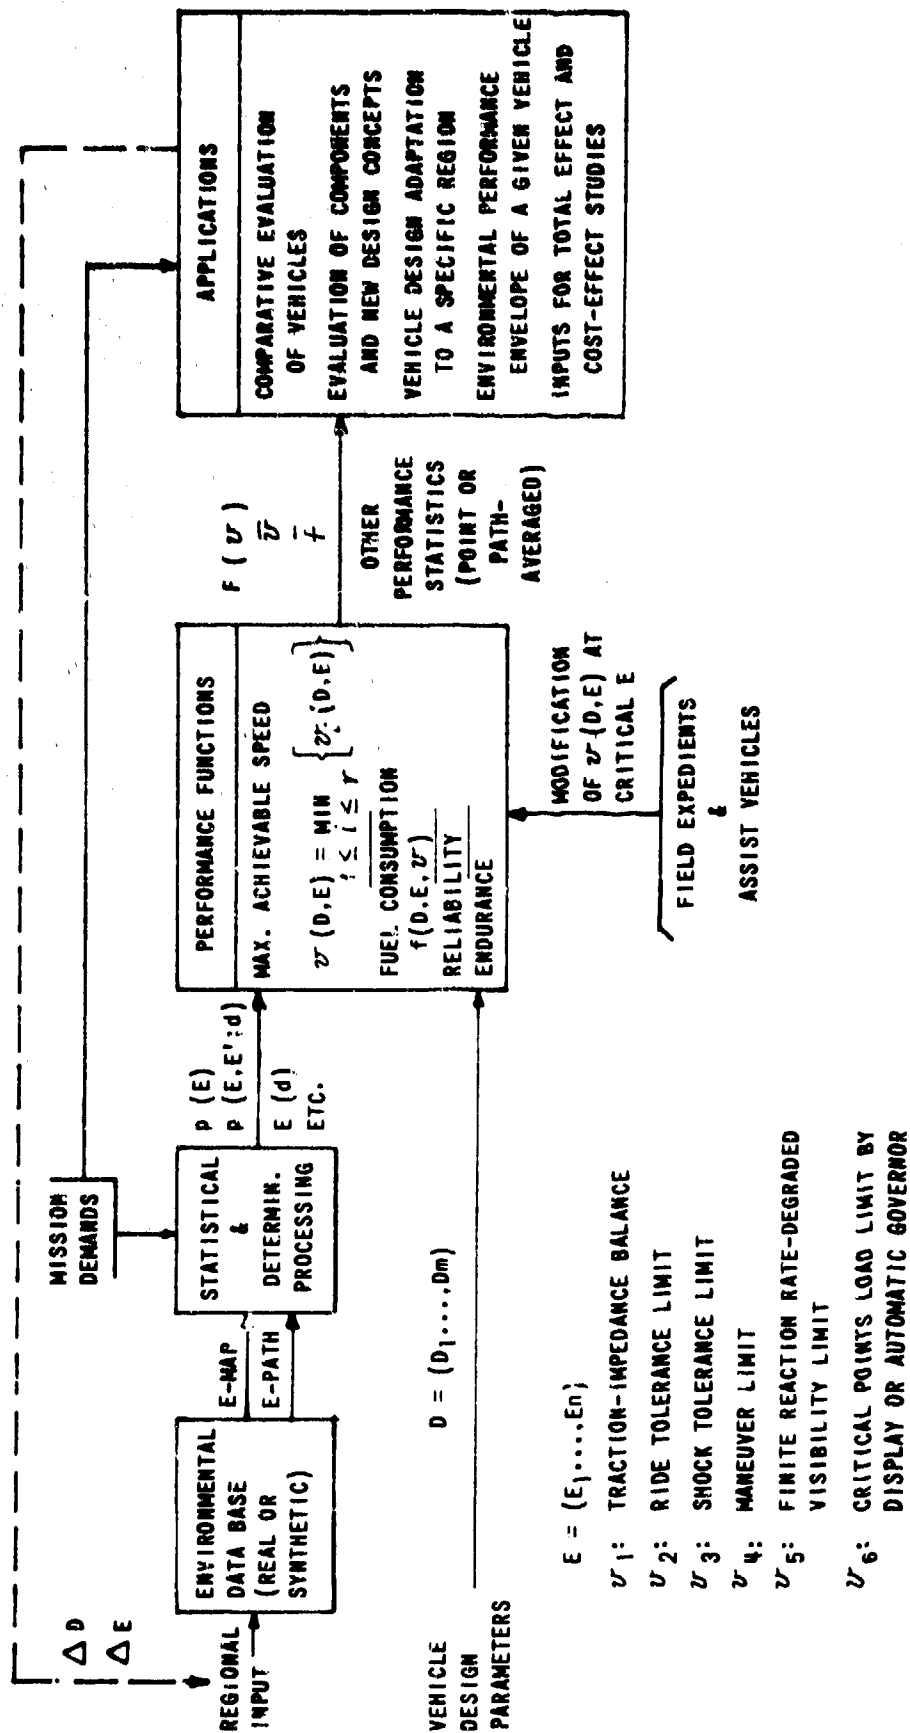 Δ D
Δ E
REGIONAL
INPUT
ENVIRONMENTAL
DATA BASE
(REAL OR
SYNTHETIC)
E-MAP
E-PATH
MISSION
DEMANDS
STATISTICAL
&
DETERMIN.
PROCESSING
P (E)
P (E,E':d)
E (d)
ETC.
PERFORMANCE FUNCTIONS
MAX. ACHIEVABLE SPEED
v (D,E) = MIN {v. (D,E)}
1 ≤ i ≤ r
FUEL CONSUMPTION
f(D,E,v)
RELIABILITY
ENDURANCE
F (v)
v̄
f̄
OTHER
PERFORMANCE
STATISTICS
(POINT OR
PATH-
AVERAGED)
APPLICATIONS
COMPARATIVE EVALUATION
OF VEHICLES
EVALUATION OF COMPONENTS
AND NEW DESIGN CONCEPTS
VEHICLE DESIGN ADAPTATION
TO A SPECIFIC REGION
ENVIRONMENTAL PERFORMANCE
ENVELOPE OF A GIVEN VEHICLE
INPUTS FOR TOTAL EFFECT AND
COST-EFFECT STUDIES
VEHICLE
DESIGN
PARAMETERS
D = (D1...,Dm)
MODIFICATION
OF v (D,E) AT
CRITICAL E
FIELD EXPEDIENTS
&
ASSIST VEHICLES
E = (E1...,En)
v1: TRACTION-IMPEDANCE BALANCE
v2: RIDE TOLERANCE LIMIT
v3: SHOCK TOLERANCE LIMIT
v4: MANEUVER LIMIT
v5: FINITE REACTION RATE-DEGRADED
VISIBILITY LIMIT
v6: CRITICAL POINTS LOAD LIMIT BY
DISPLAY OR AUTOMATIC GOVERNOR